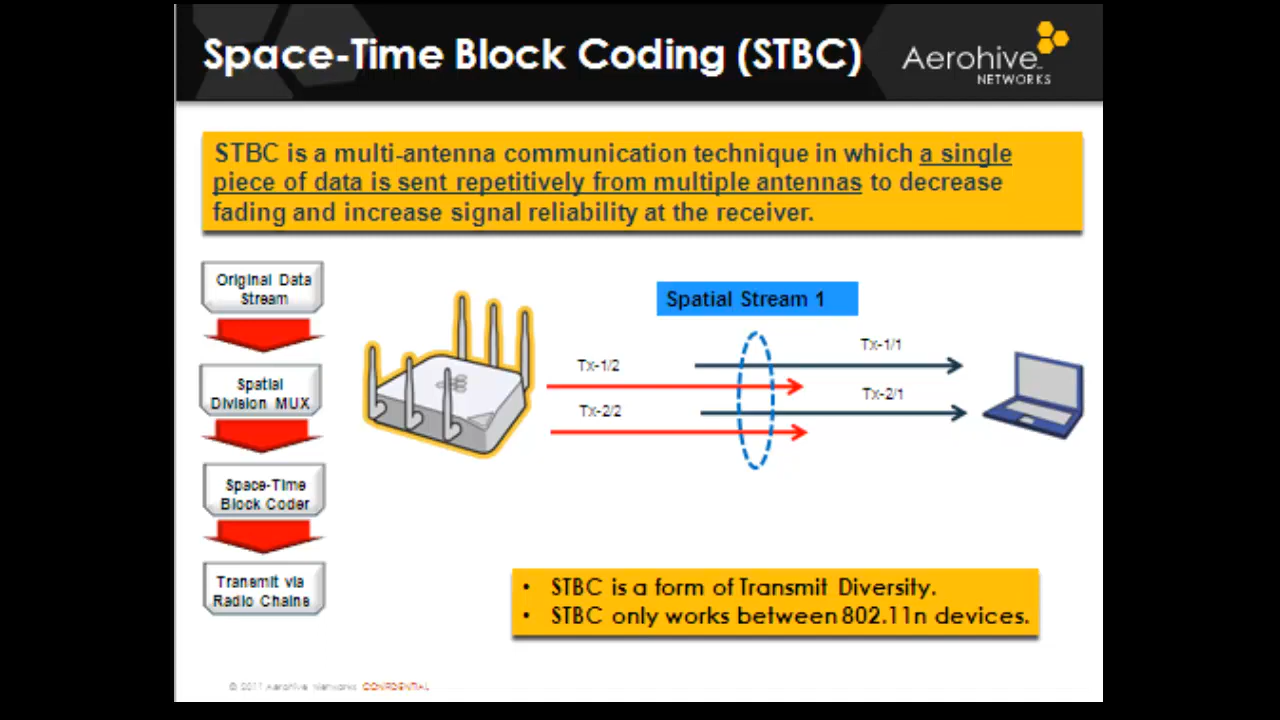 Space-Time Block Coding (STBC)
Aerohive
NETWORKS
STBC is a multi-antenna communication technique in which a single
piece of data is sent repetitively from multiple antennas to decrease
fading and increase signal reliability at the receiver.
Original Data
Stream
Spatial
Division MUX
Space-Time
Block Coder
Transmit via
Radio Chains
Spatial Stream 1
Tx-1/2
Tx-1/1
Tx-2/2
Tx-2/1
• STBC is a form of Transmit Diversity.
• STBC only works between 802.11n devices.
© 2011 Aerohive Networks CONFIDENTIAL